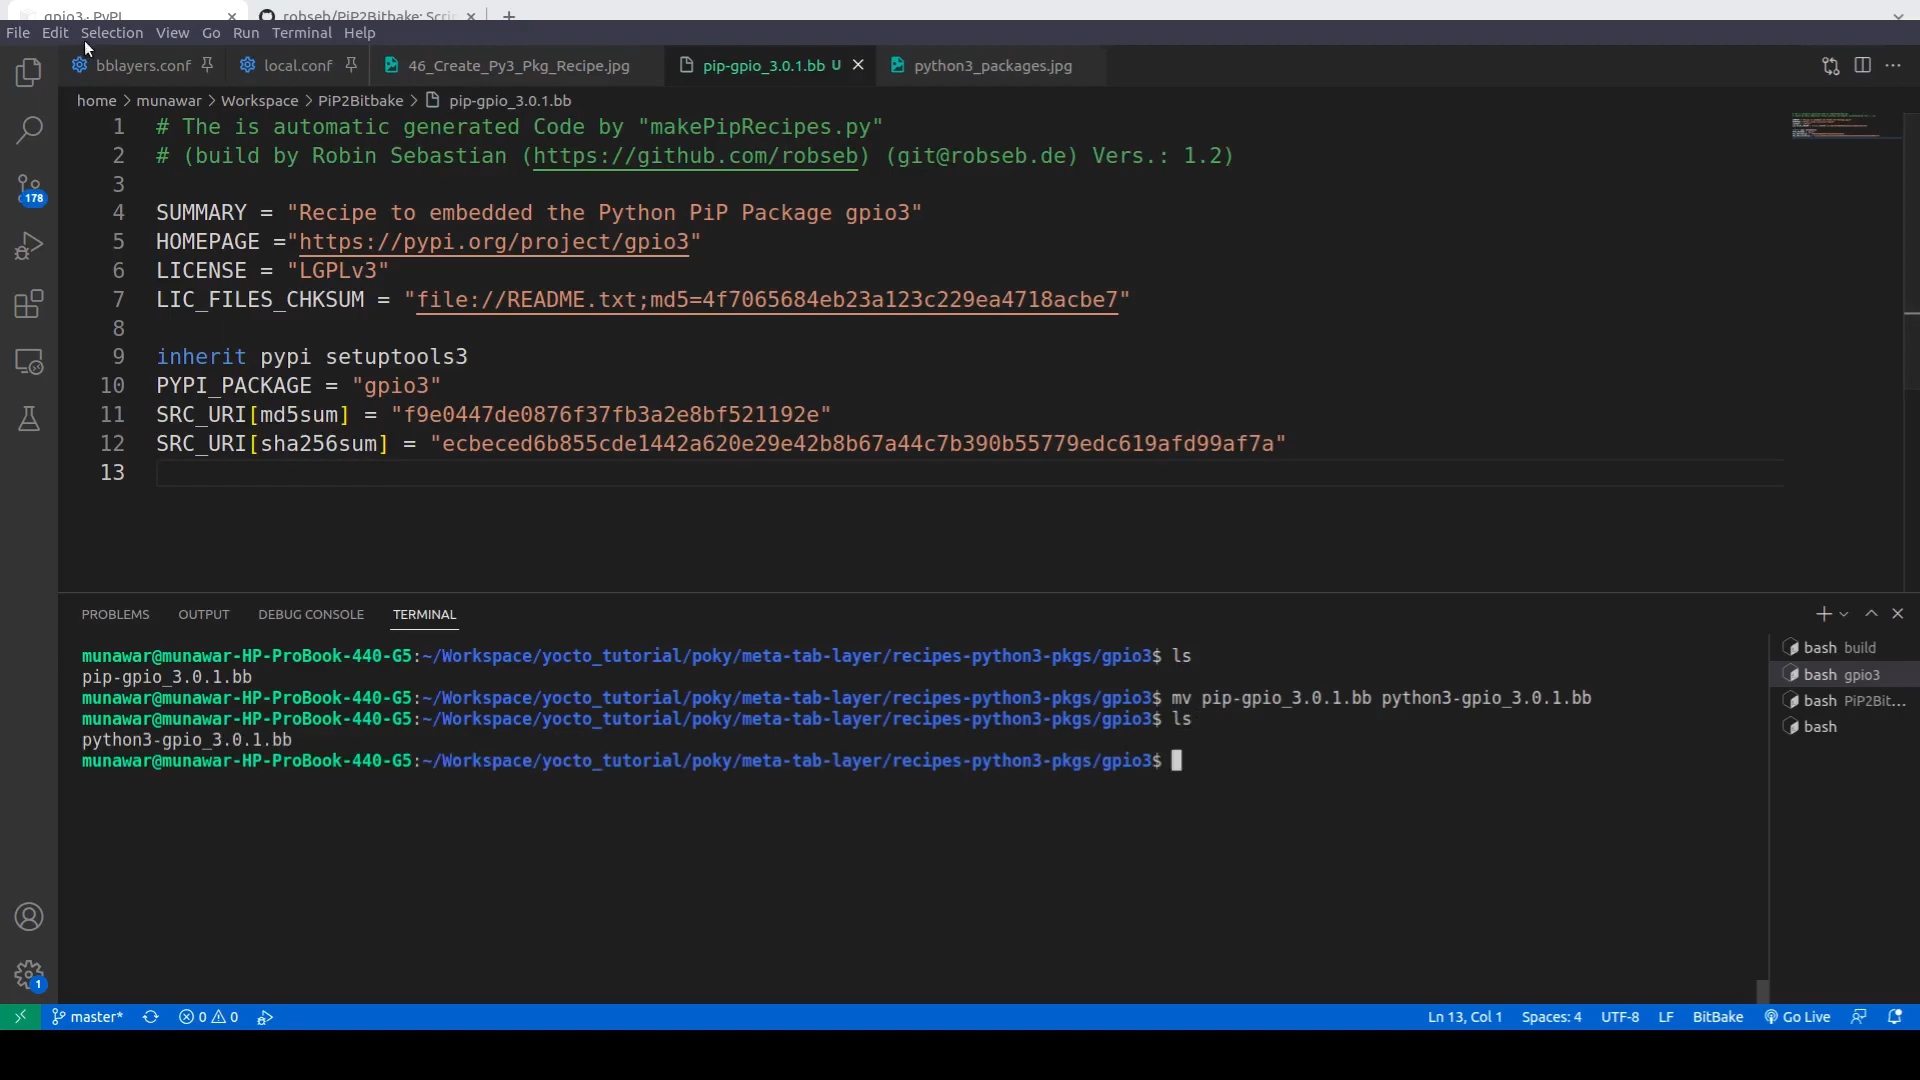 gpio3 · PyPI
robseb/PiP2Bitbake: Scri
File Edit Selection View Go Run Terminal Help
bblayers.conf
local.conf
46_Create_Py3_Pkg_Recipe.jpg
pip-gpio_3.0.1.bb U
python3_packages.jpg
home > munawar > Workspace > PiP2Bitbake > pip-gpio_3.0.1.bb
1 # The is automatic generated Code by "makePipRecipes.py"
2 # (build by Robin Sebastian (https://github.com/robseb) (git@robseb.de) Vers.: 1.2)
3
4 SUMMARY = "Recipe to embedded the Python PiP Package gpio3"
5 HOMEPAGE ="https://pypi.org/project/gpio3"
6 LICENSE = "LGPLv3"
7 LIC_FILES_CHKSUM = "file://README.txt;md5=4f7065684eb23a123c229ea4718acbe7"
8
9 inherit pypi setuptools3
10 PYPI_PACKAGE = "gpio3"
11 SRC_URI[md5sum] = "f9e0447de0876f37fb3a2e8bf521192e"
12 SRC_URI[sha256sum] = "ecbeced6b855cde1442a620e29e42b8b67a44c7b390b55779edc619afd99af7a"
13
178
PROBLEMS OUTPUT DEBUG CONSOLE TERMINAL
munawar@munawar-HP-ProBook-440-G5:~/Workspace/yocto_tutorial/poky/meta-tab-layer/recipes-python3-pkgs/gpio3$ ls
pip-gpio_3.0.1.bb
munawar@munawar-HP-ProBook-440-G5:~/Workspace/yocto_tutorial/poky/meta-tab-layer/recipes-python3-pkgs/gpio3$ mv pip-gpio_3.0.1.bb python3-gpio_3.0.1.bb
munawar@munawar-HP-ProBook-440-G5:~/Workspace/yocto_tutorial/poky/meta-tab-layer/recipes-python3-pkgs/gpio3$ ls
python3-gpio_3.0.1.bb
munawar@munawar-HP-ProBook-440-G5:~/Workspace/yocto_tutorial/poky/meta-tab-layer/recipes-python3-pkgs/gpio3$
bash build
bash gpio3
bash PiP2Bit...
bash
1
master* 0 0 Ln 13, Col 1 Spaces: 4 UTF-8 LF BitBake Go Live